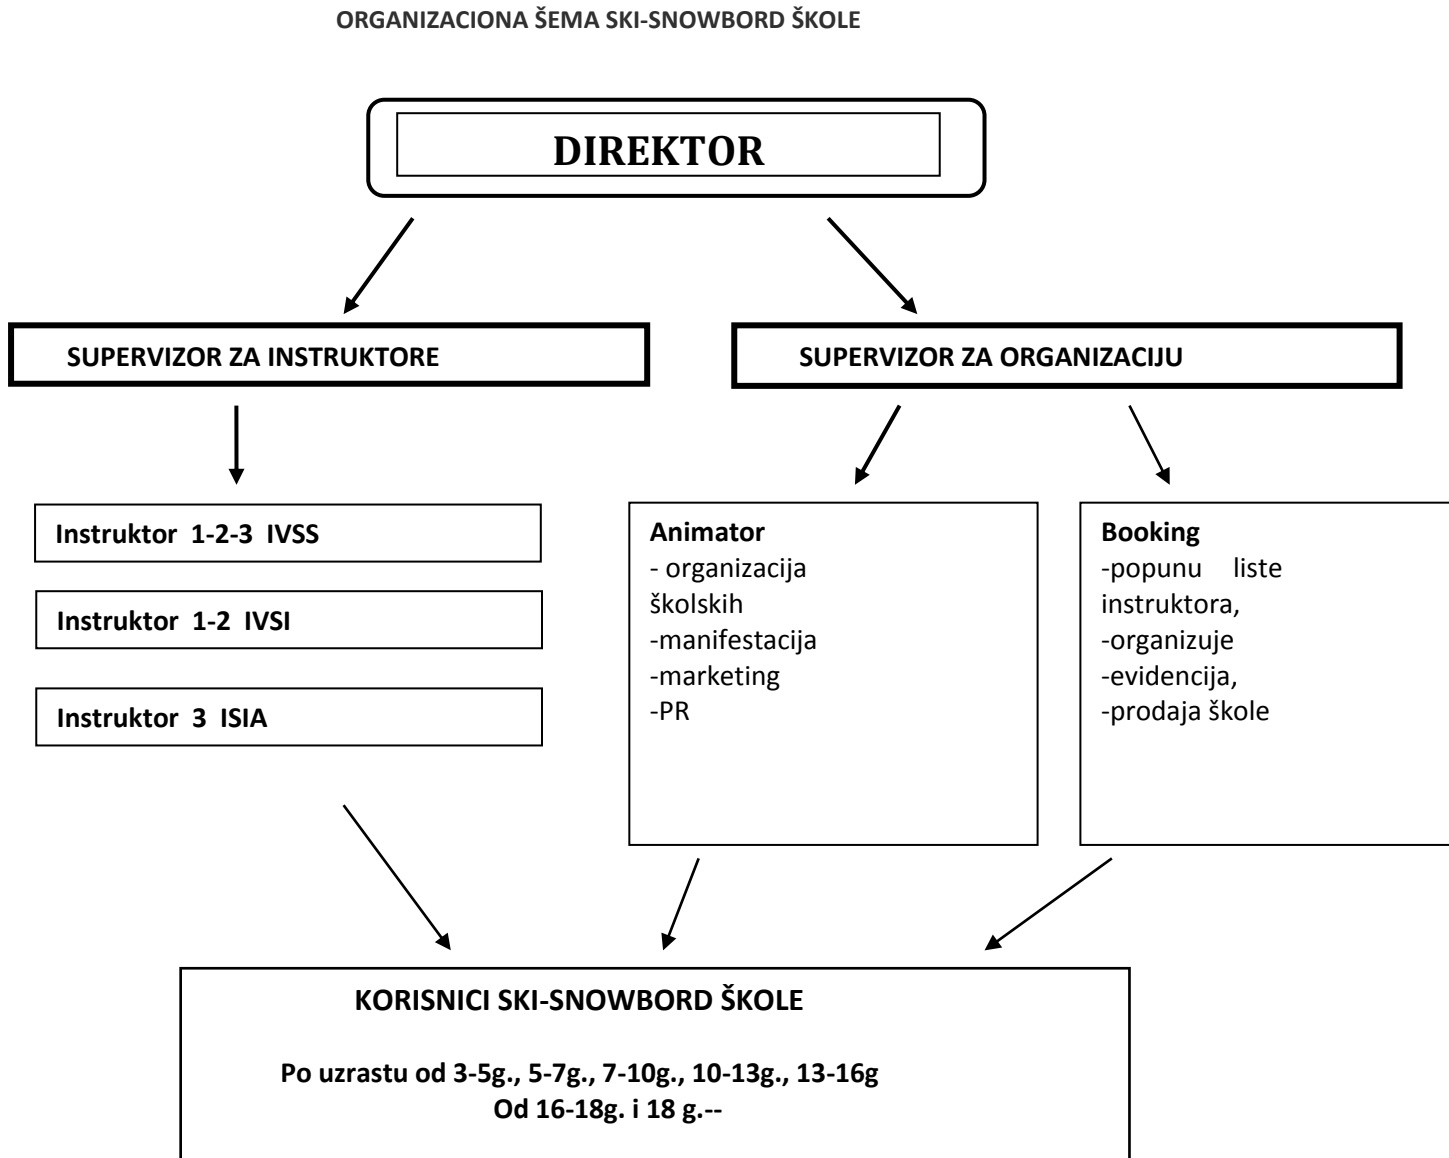 ORGANIZACIONA ŠEMA SKI-SNOWBORD ŠKOLE
DIREKTOR
SUPERVIZOR ZA INSTRUKTORE
SUPERVIZOR ZA ORGANIZACIJU
Instruktor 1-2-3 IVSS
Instruktor 1-2 IVSI
Instruktor 3 ISIA
Animator
- organizacija
školskih
-manifestacija
-marketing
-PR
Booking
-popunu liste
instruktora,
-organizuje
-evidencija,
-prodaja škole
KORISNICI SKI-SNOWBORD ŠKOLE
Po uzrastu od 3-5g., 5-7g., 7-10g., 10-13g., 13-16g
Od 16-18g. i 18 g.--